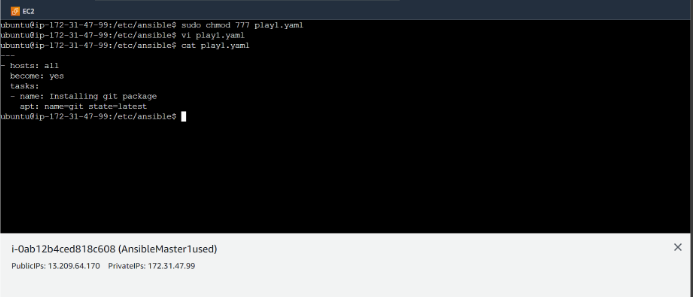 EC2
ubuntu@ip-172-31-47-99:/etc/ansible$ sudo chmod 777 play1.yaml
ubuntu@ip-172-31-47-99:/etc/ansible$ vi play1.yaml
ubuntu@ip-172-31-47-99:/etc/ansible$ cat play1.yaml
---
- hosts: all
  become: yes
  tasks:
  - name: Installing git package
    apt: name=git state=latest
ubuntu@ip-172-31-47-99:/etc/ansible$
i-0ab12b4ced818c608 (AnsibleMaster1used)
PublicIPs: 13.209.64.170 PrivateIPs: 172.31.47.99